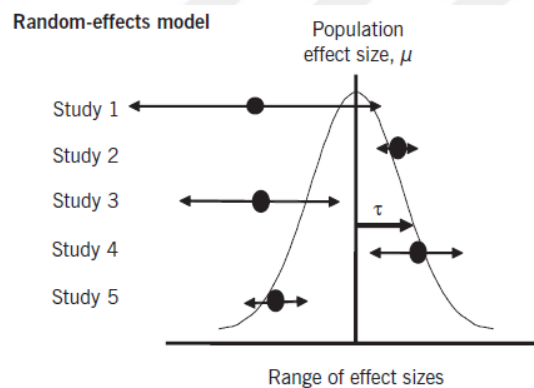 Random-effects model
Population
effect size, μ
Study 1
Study 2
τ
Study 3
Study 4
Study 5
Range of effect sizes